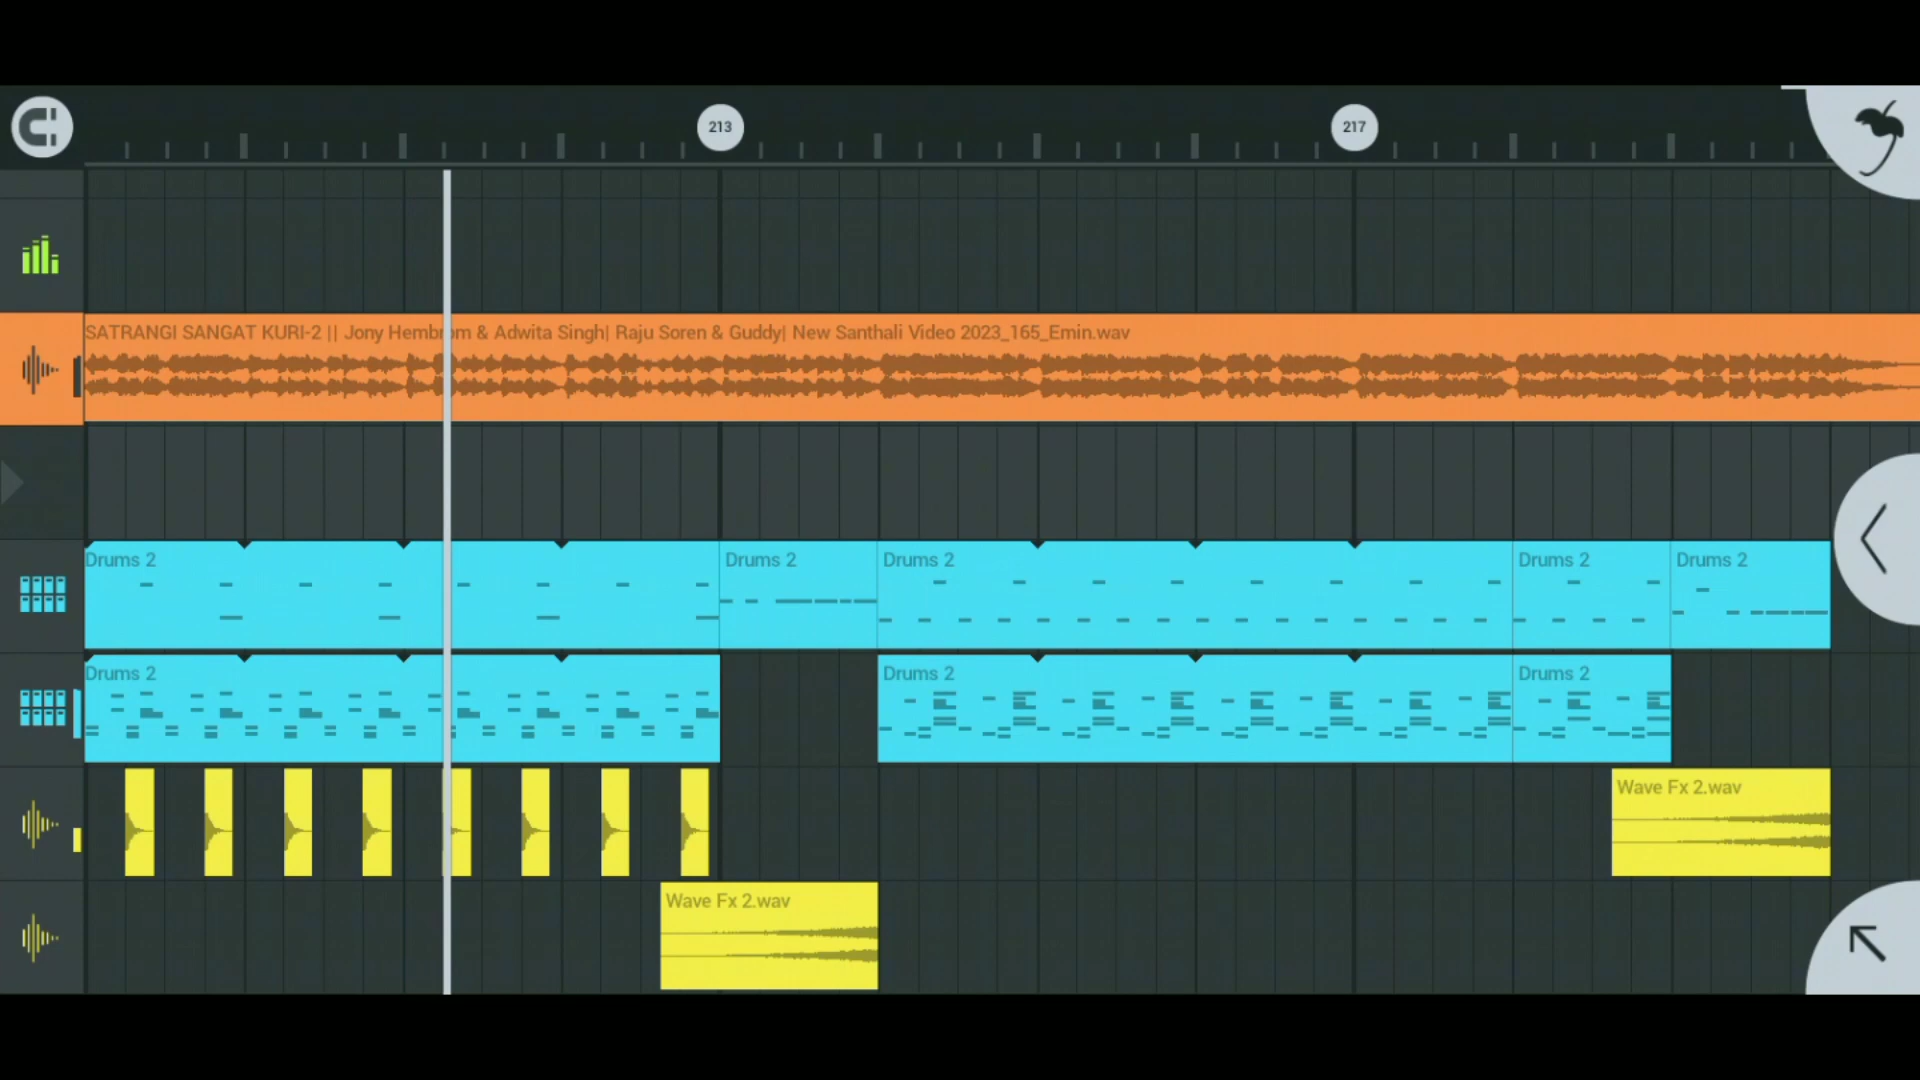 213
217
SATRANGI SANGAT KURI-2 || Jony Hembrom & Adwita Singh| Raju Soren & Guddy| New Santhali Video 2023_165_Emin.wav
Drums 2
Drums 2
Drums 2
Drums 2
Drums 2
Drums 2
Drums 2
Drums 2
Wave Fx 2.wav
Wave Fx 2.wav